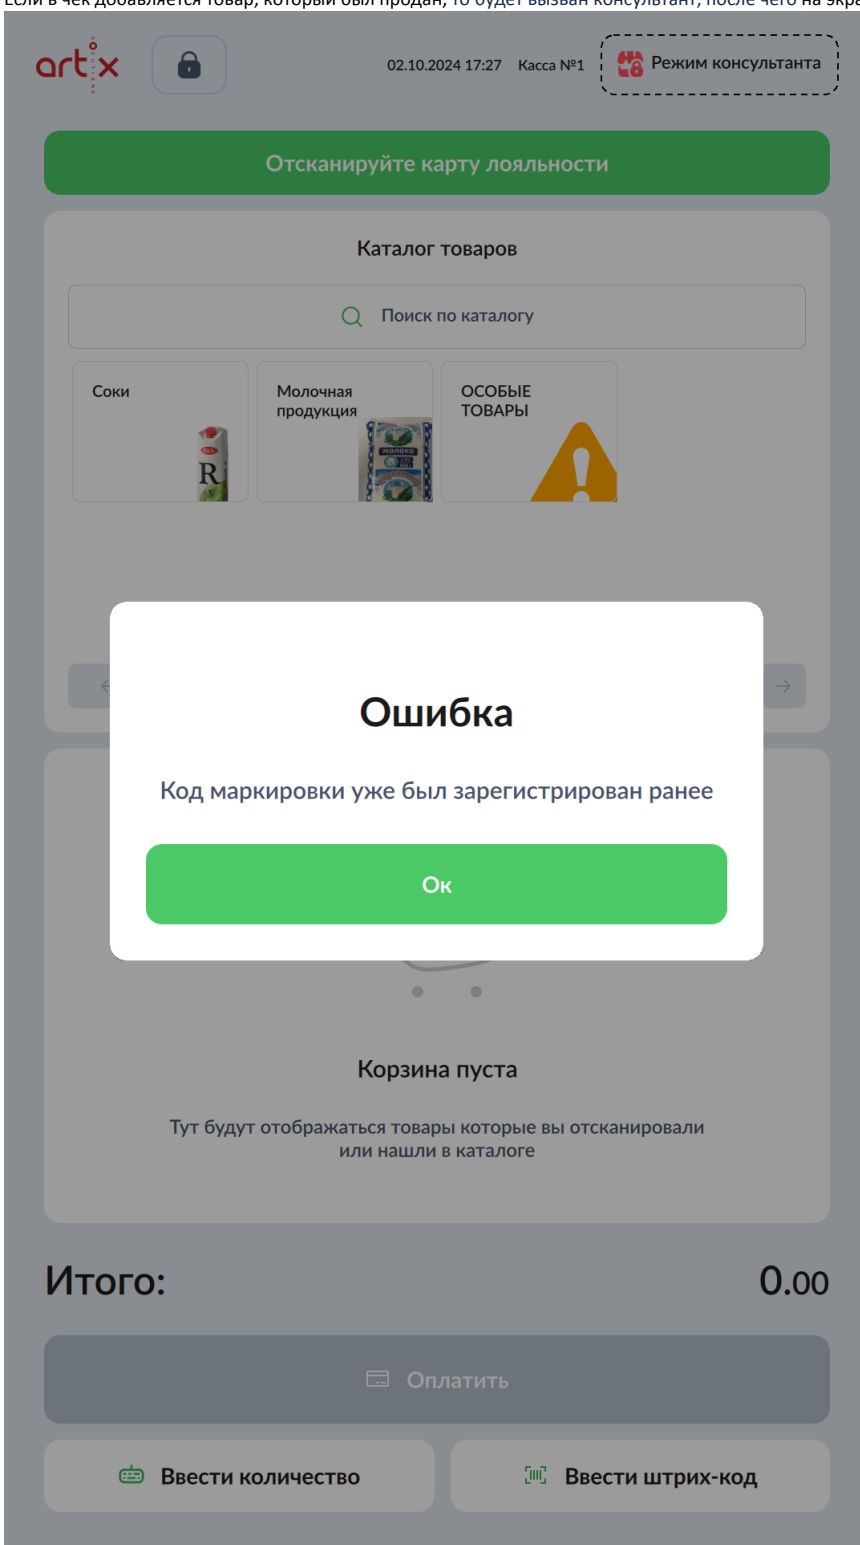 Если в чек добавляется товар, который был продан, то будет вызван консультант, после чего на экра
artix
02.10.2024 17:27 Касса №1 Режим консультанта
Отсканируйте карту лояльности
Каталог товаров
Поиск по каталогу
Соки
Молочная
продукция
ОСОБЫЕ
ТОВАРЫ
R
МОЛОКО
Ошибка
Код маркировки уже был зарегистрирован ранее
Ок
Корзина пуста
Тут будут отображаться товары которые вы отсканировали
или нашли в каталоге
Итого: 0.00
Оплатить
Ввести количество Ввести штрих-код